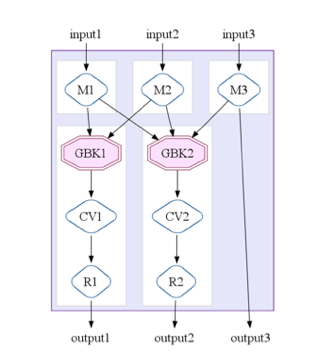 input1 input2 input3
M1 M2 M3
GBK1 GBK2
CV1 CV2
R1 R2
output1 output2 output3